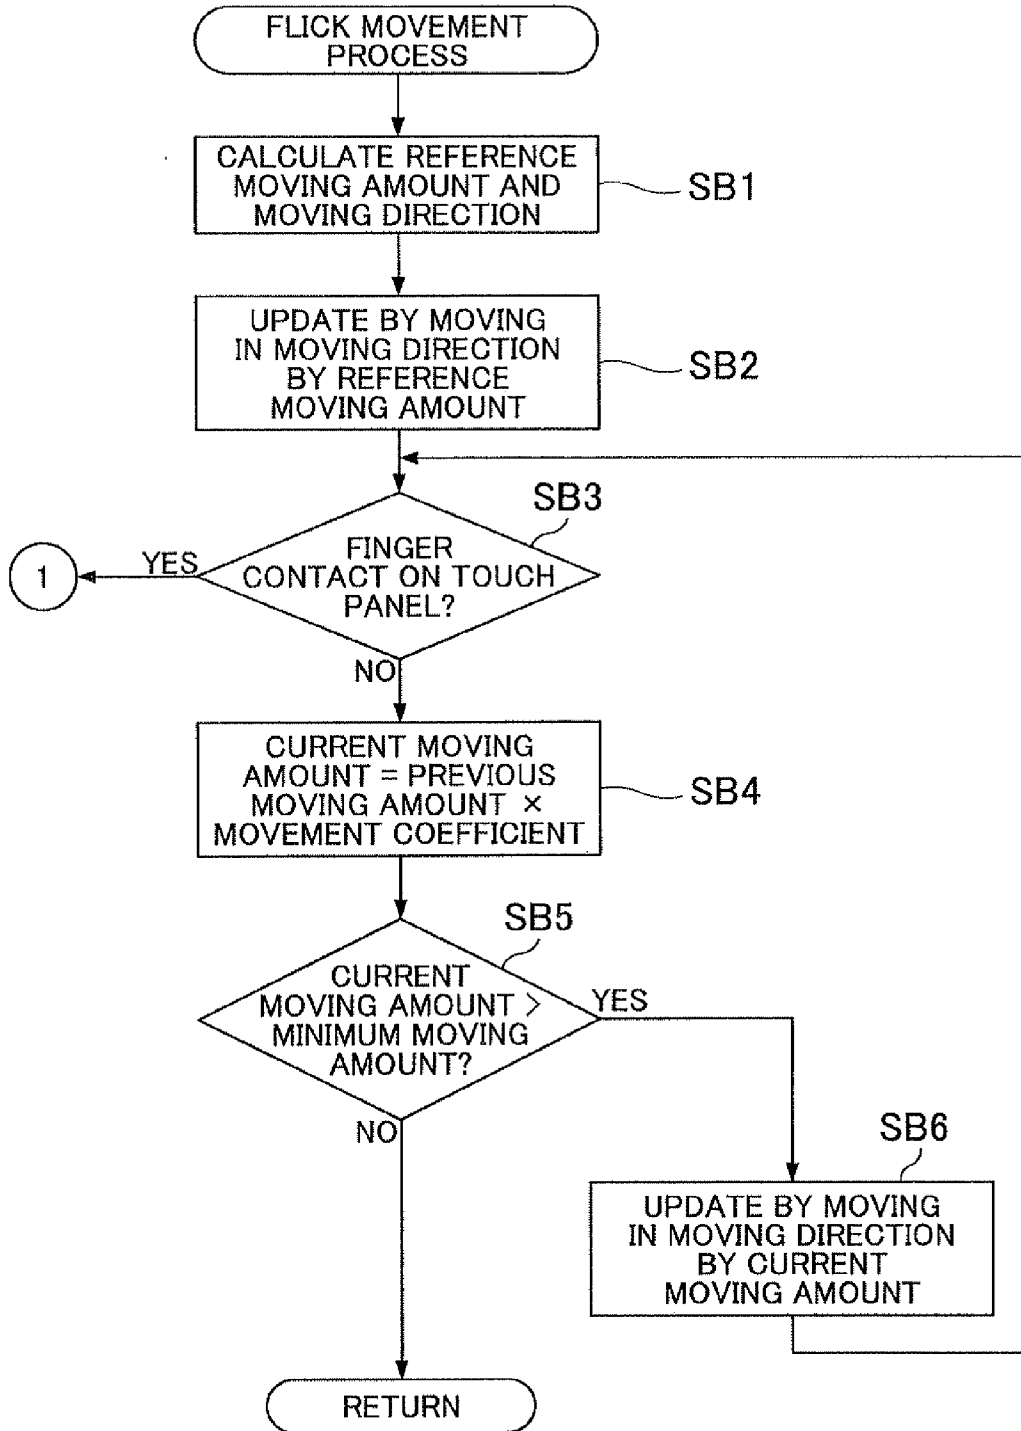 FLICK MOVEMENT
PROCESS
CALCULATE REFERENCE
MOVING AMOUNT AND
MOVING DIRECTION
SB1
UPDATE BY MOVING
IN MOVING DIRECTION
BY REFERENCE
MOVING AMOUNT
SB2
SB3
FINGER
CONTACT ON TOUCH
PANEL?
YES
1
NO
CURRENT MOVING
AMOUNT = PREVIOUS
MOVING AMOUNT ×
MOVEMENT COEFFICIENT
SB4
SB5
CURRENT
MOVING AMOUNT >
MINIMUM MOVING
AMOUNT?
YES
NO
SB6
UPDATE BY MOVING
IN MOVING DIRECTION
BY CURRENT
MOVING AMOUNT
RETURN